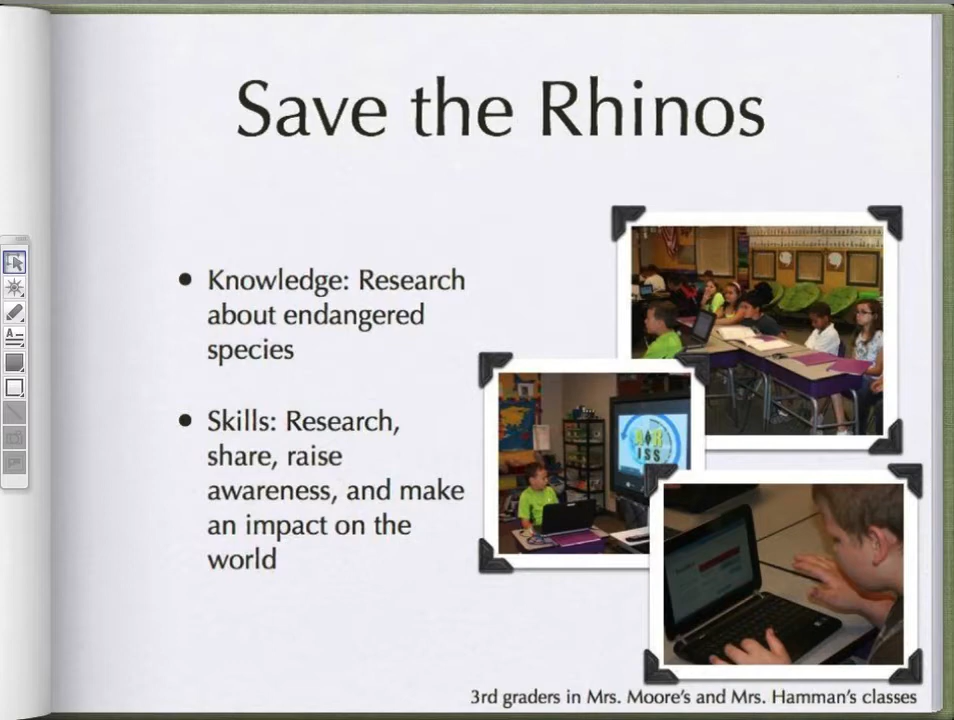 Save the Rhinos
• Knowledge: Research
about endangered
species
• Skills: Research,
share, raise
awareness, and make
an impact on the
world
A R
ISS
3rd graders in Mrs. Moore's and Mrs. Hamman's classes